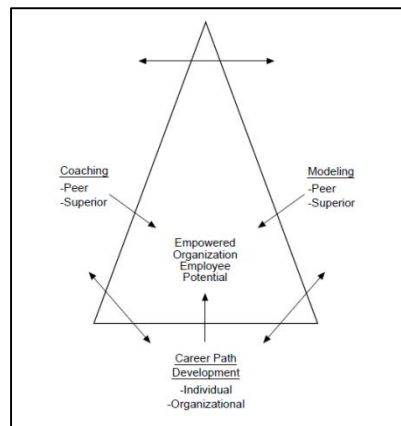 Coaching
-Peer
-Superior
Modeling
-Peer
-Superior
Empowered
Organization
Employee
Potential
Career Path
Development
-Individual
-Organizational